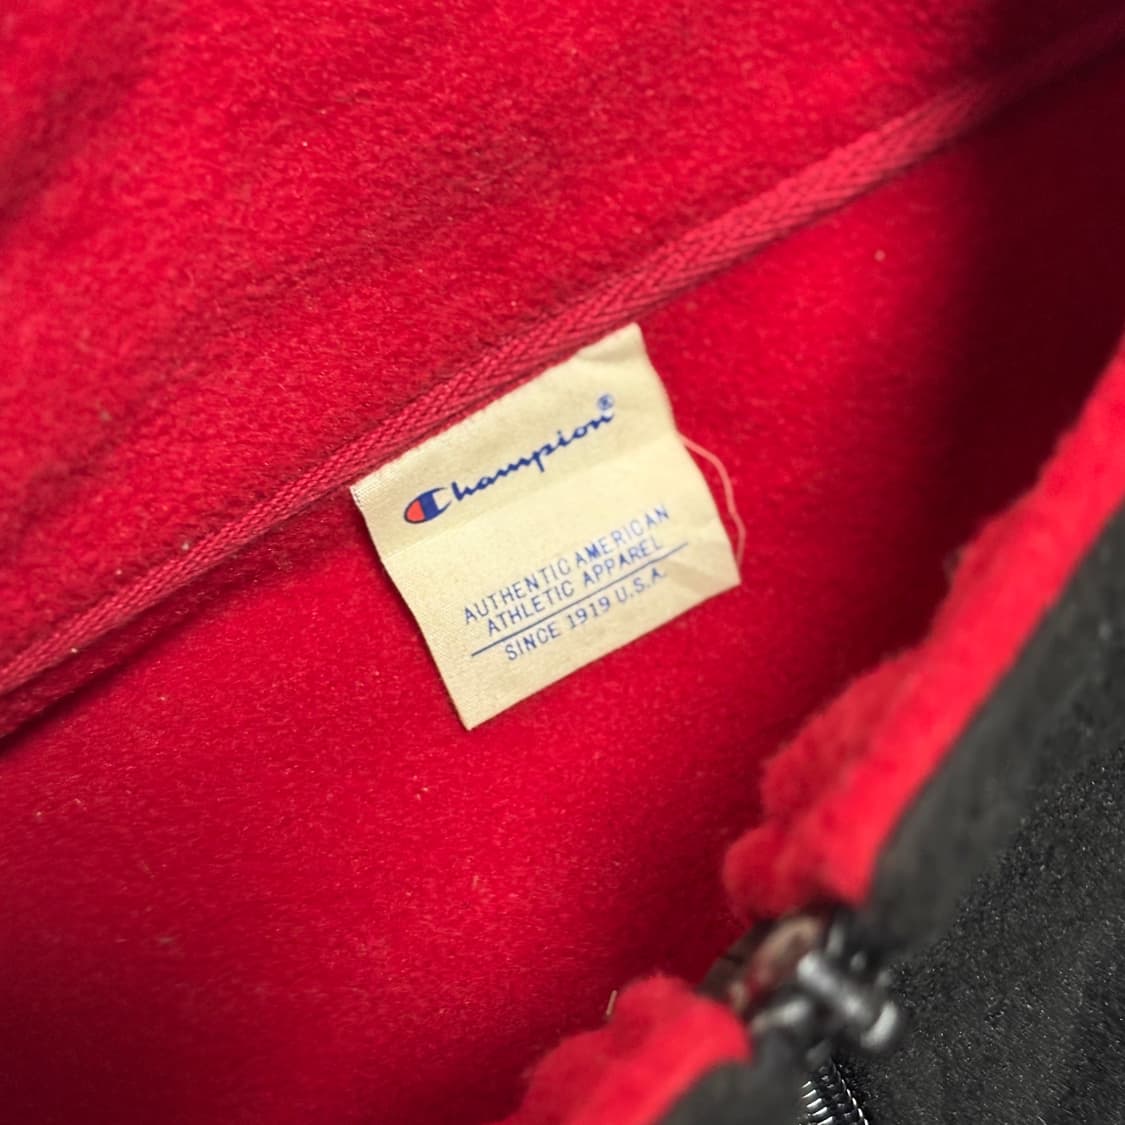 Champion®
AUTHENTIC AMERICAN
ATHLETIC APPAREL
SINCE 1919 U.S.A.